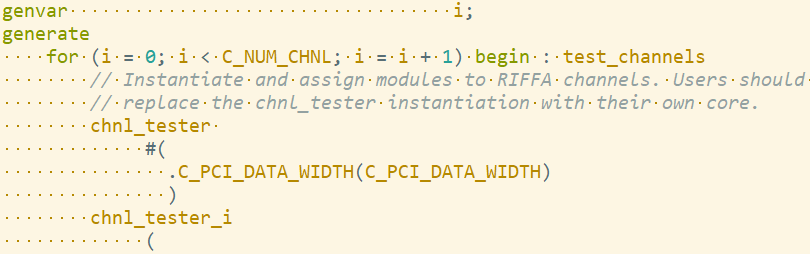 genvar i;
generate
for (i = 0; i < C_NUM_CHNL; i = i + 1) begin : test_channels
// Instantiate and assign modules to RIFFA channels. Users should
// replace the chnl_tester instantiation with their own core.
chnl_tester
#(
.C_PCI_DATA_WIDTH(C_PCI_DATA_WIDTH)
)
chnl_tester_i
(